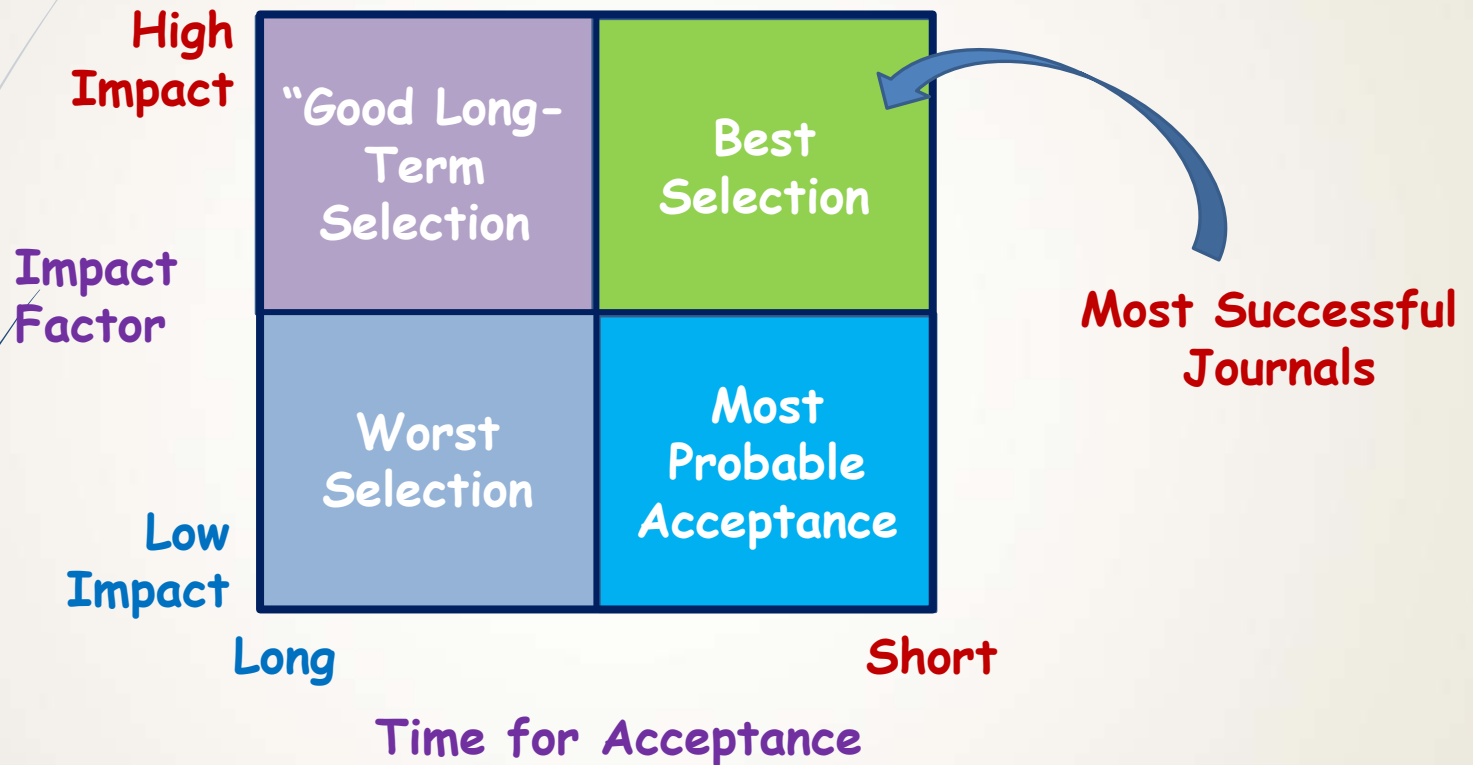 High
Impact
“Good Long-
Term
Selection
Best
Selection
Impact
Factor
Most Successful
Journals
Worst
Selection
Most
Probable
Acceptance
Low
Impact
Long
Short
Time for Acceptance